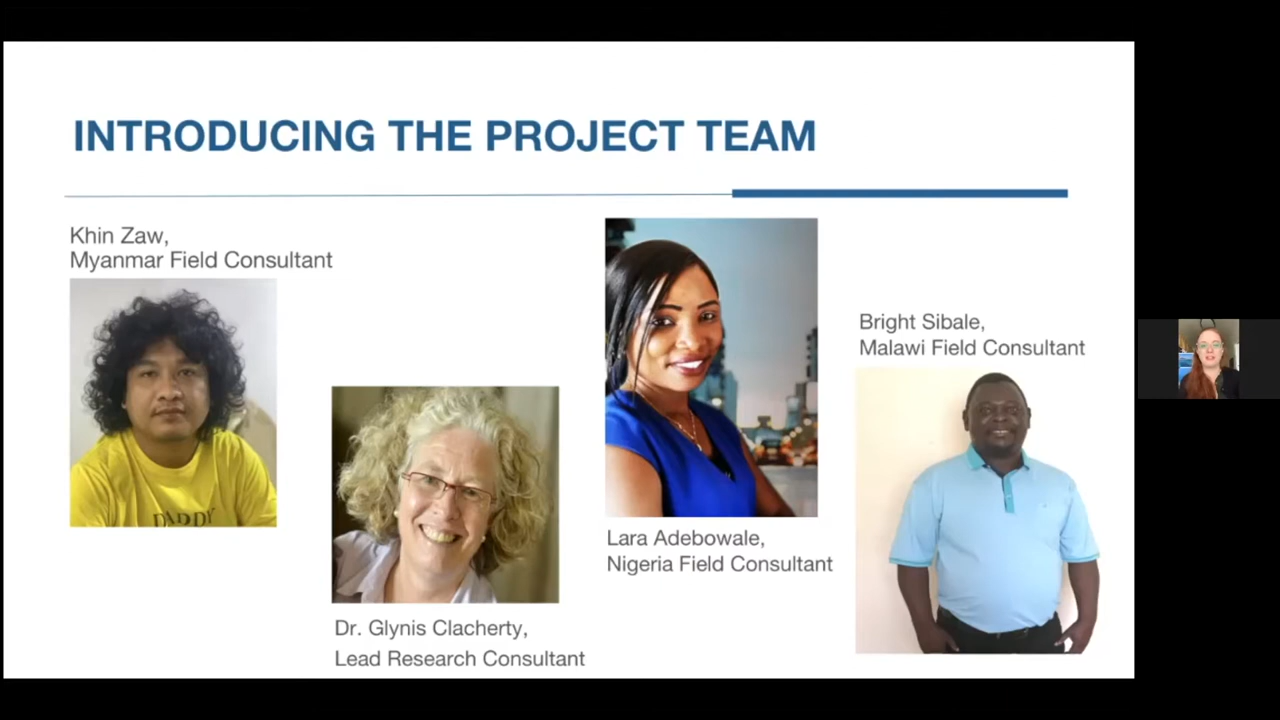 INTRODUCING THE PROJECT TEAM
Khin Zaw,
Myanmar Field Consultant
DADDY
Dr. Glynis Clacherty,
Lead Research Consultant
Lara Adebowale,
Nigeria Field Consultant
Bright Sibale,
Malawi Field Consultant